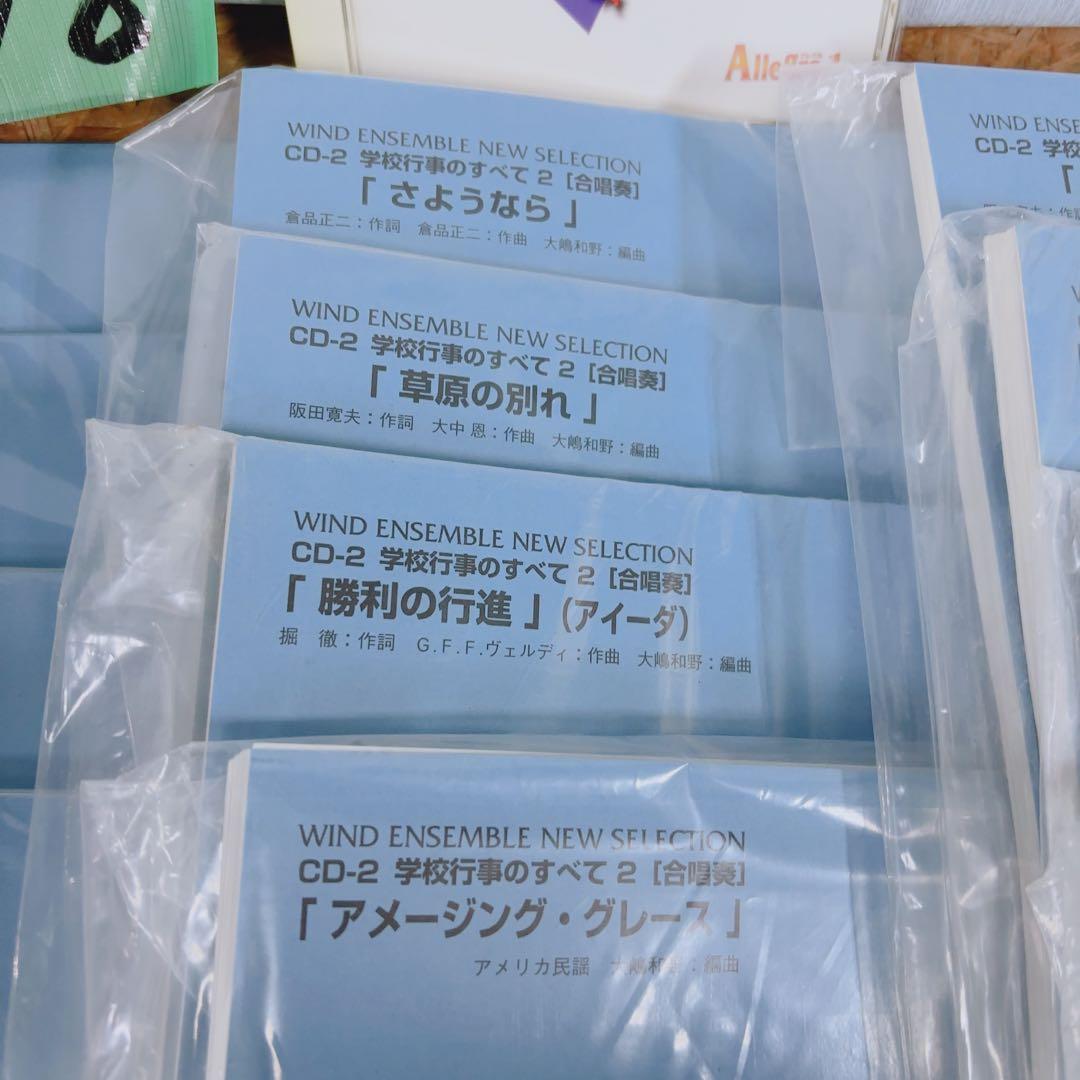 WIND ENSEMBLE NEW SELECTION
CD-2 学校行事のすべて 2 [合唱奏]
「さようなら」
倉品正二:作詞 倉品正二:作曲 大嶋和野:編曲
WIND ENSEMBLE NEW SELECTION
CD-2 学校行事のすべて 2 [合唱奏]
「草原の別れ」
阪田寛夫:作詞 大中 恩:作曲 大嶋和野:編曲
WIND ENSEMBLE NEW SELECTION
CD-2 学校行事のすべて 2 [合唱奏]
「勝利の行進」(アイーダ)
掘 徹:作詞 G.F.F.ヴェルディ:作曲 大嶋和野:編曲
WIND ENSEMBLE NEW SELECTION
CD-2 学校行事のすべて 2 [合唱奏]
「アメージング・グレース」
アメリカ民謡 大嶋和野:編曲
WIND ENSE
CD-2 学校
「